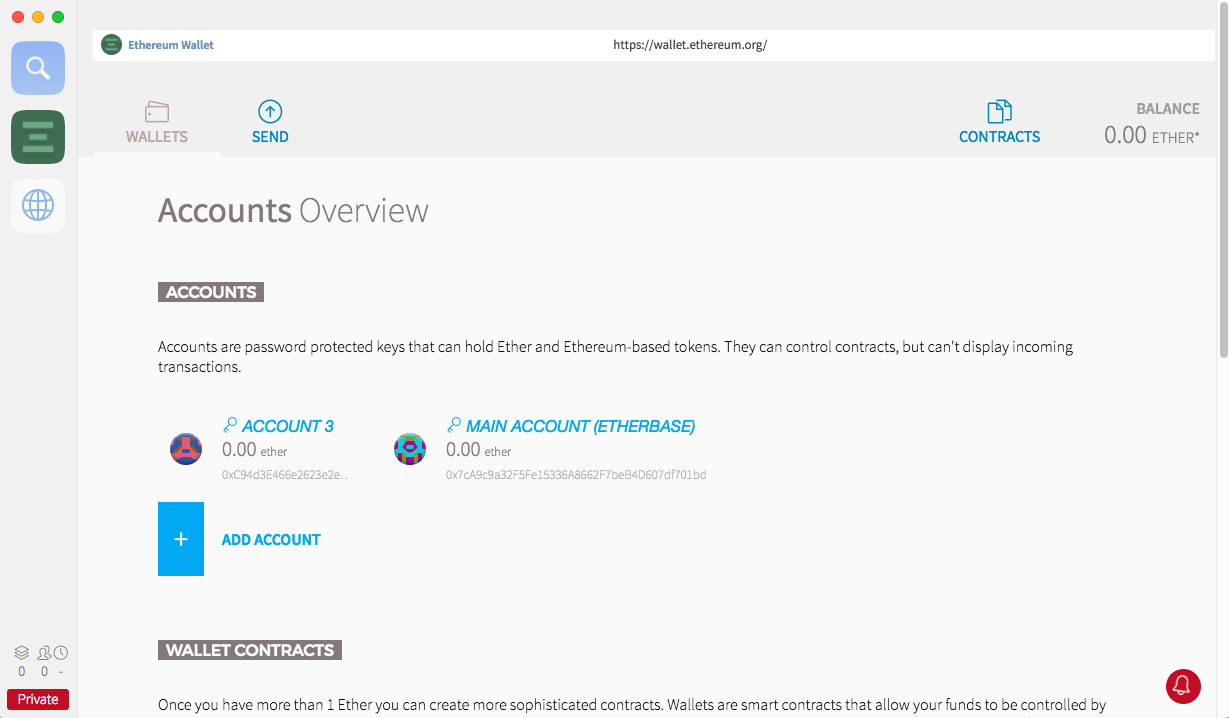 Ethereum Wallet
https://wallet.ethereum.org/
WALLETS
SEND
CONTRACTS
BALANCE
0.00 ETHER*
Accounts Overview
ACCOUNTS
Accounts are password protected keys that can hold Ether and Ethereum-based tokens. They can control contracts, but can't display incoming
transactions.
ACCOUNT 3
0.00 ether
0xC94d3E466e2623e2e..
MAIN ACCOUNT (ETHERBASE)
0.00 ether
0x7cA9c9a32F5Fe15336A8662F7beB4D607df701bd
+
ADD ACCOUNT
WALLET CONTRACTS
Once you have more than 1 Ether you can create more sophisticated contracts. Wallets are smart contracts that allow your funds to be controlled by
0 0 -
Private